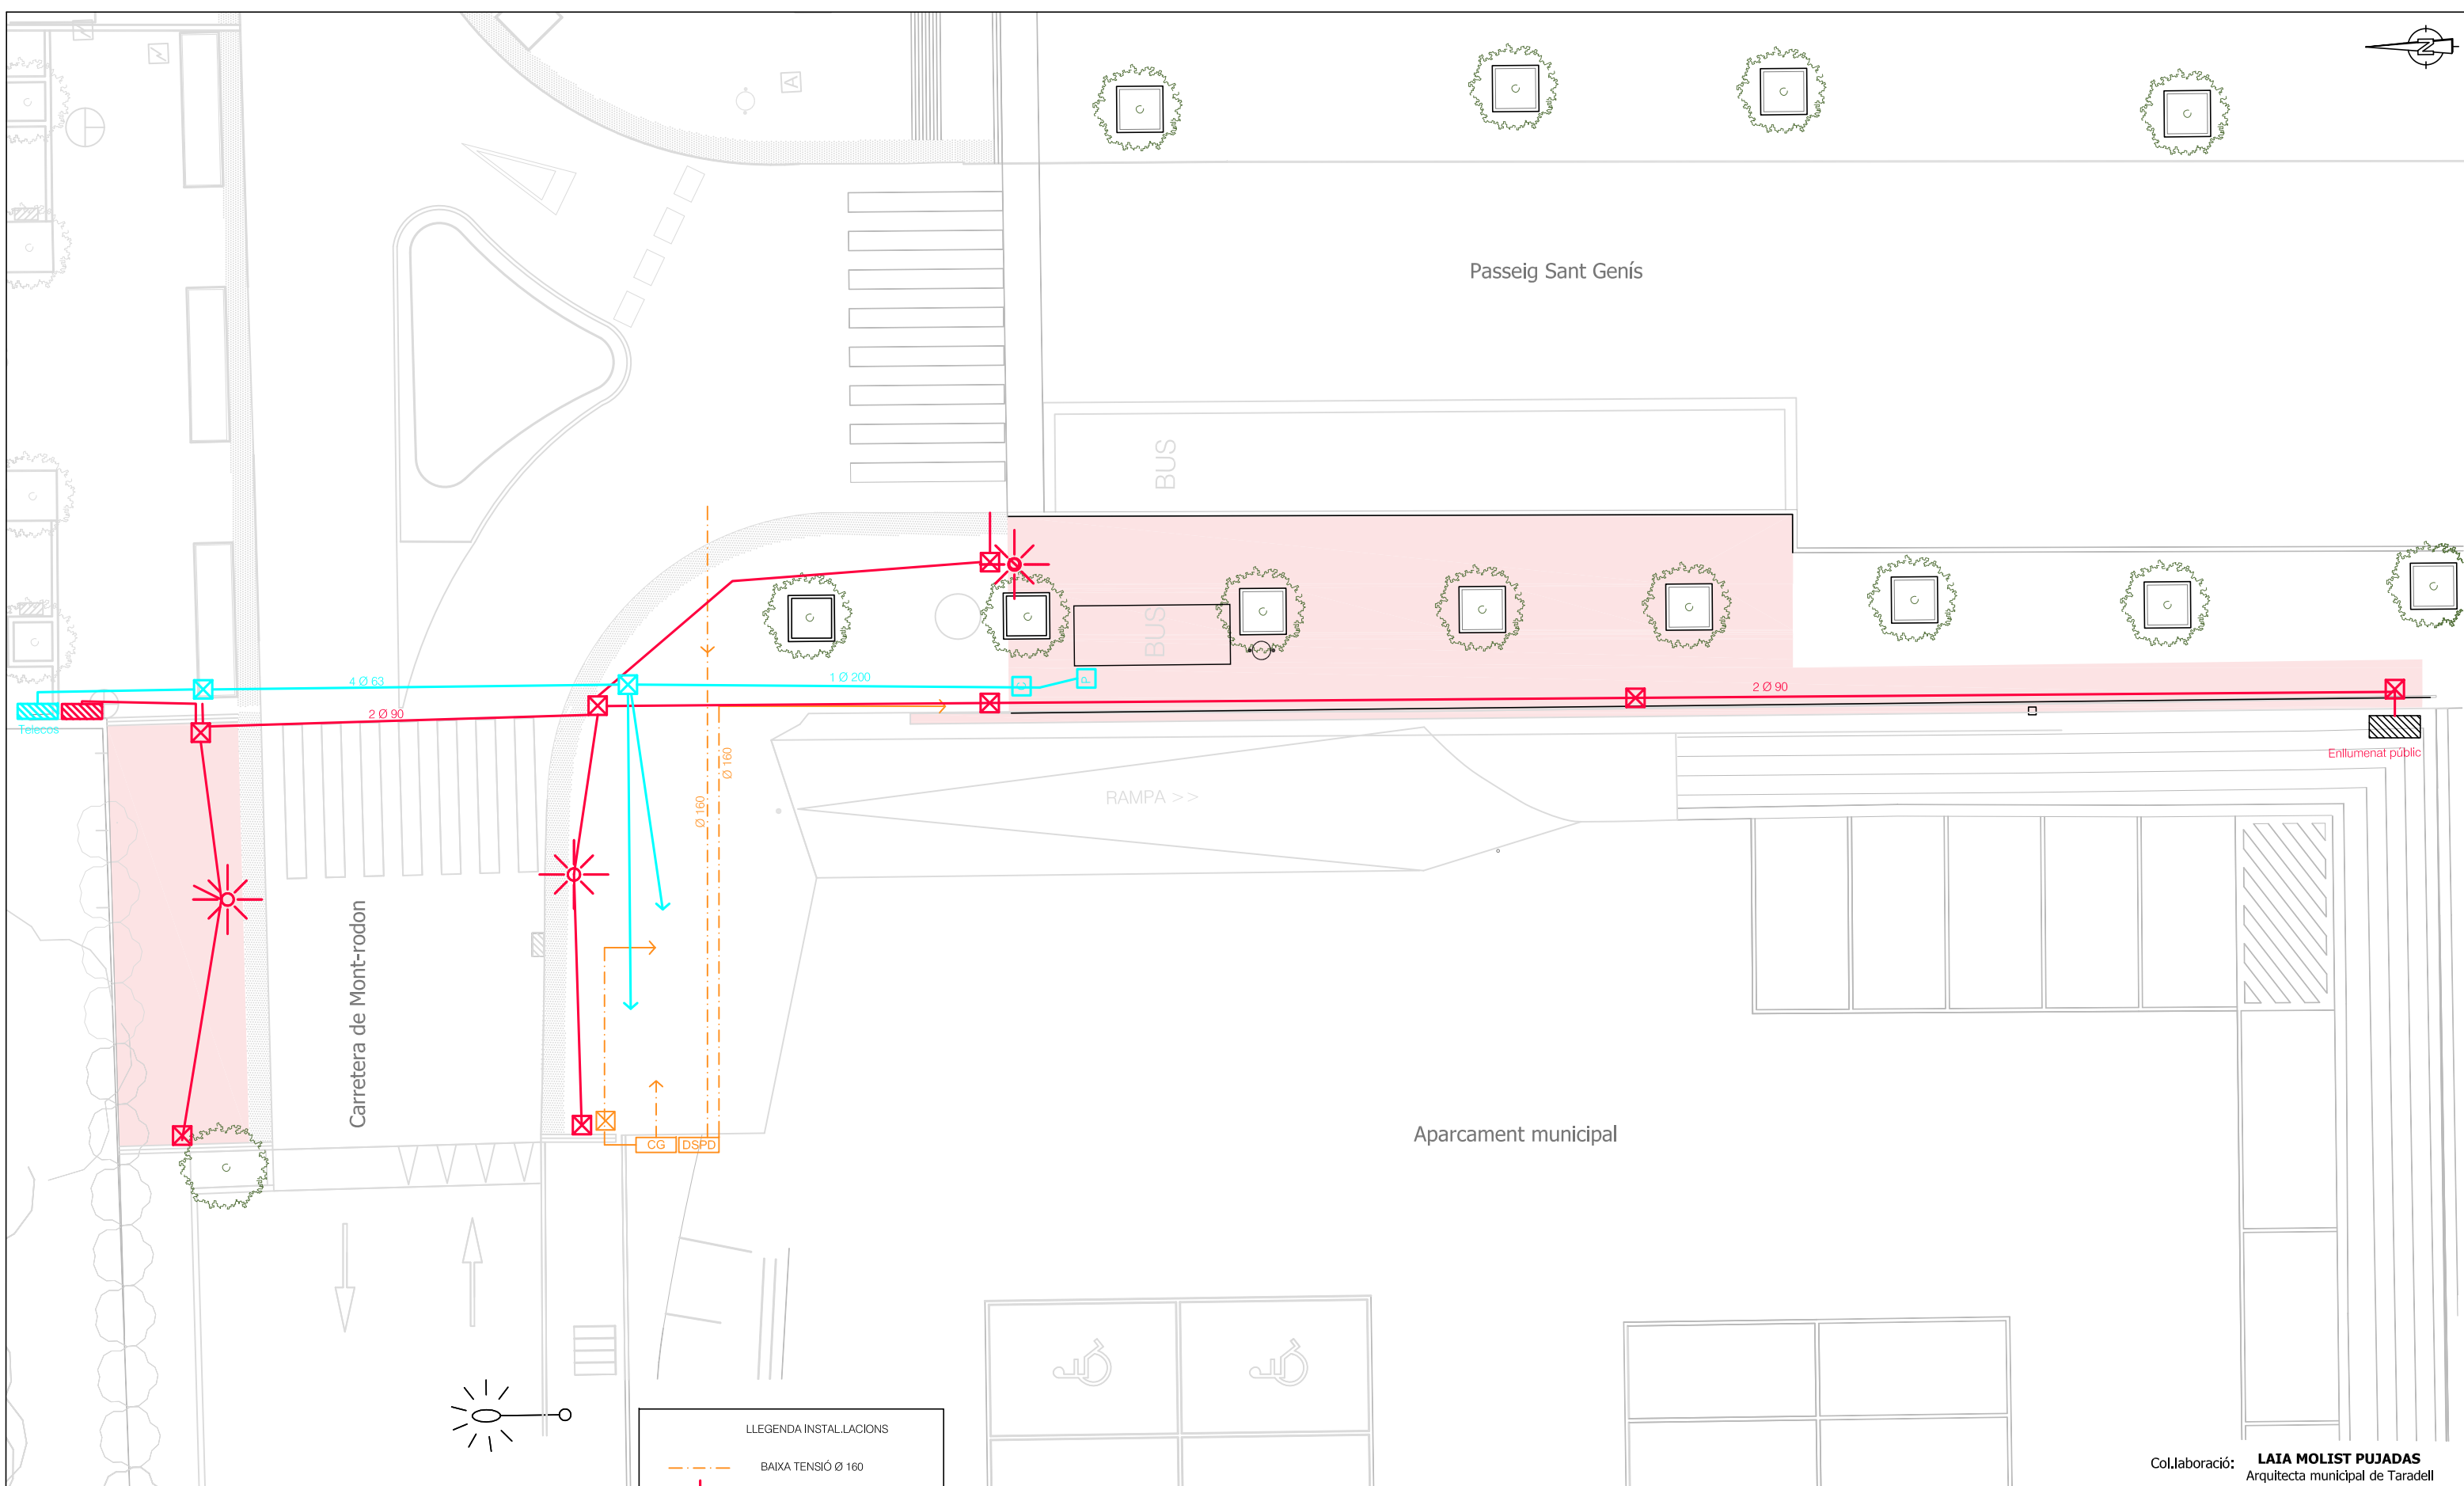 A
N
Passeig Sant Genís
BUS
BUS
4 Ø 63
1 Ø 200
P
2 Ø 90
2 Ø 90
Telecos
Enllumenat públic
Ø 160
Ø 160
RAMPA >>
Carretera de Mont-rodon
CG
DSPD
Aparcament municipal
LLEGENDA INSTAL.LACIONS
BAIXA TENSIÓ Ø 160
Col.laboració:
LAIA MOLIST PUJADAS
Arquitecta municipal de Taradell